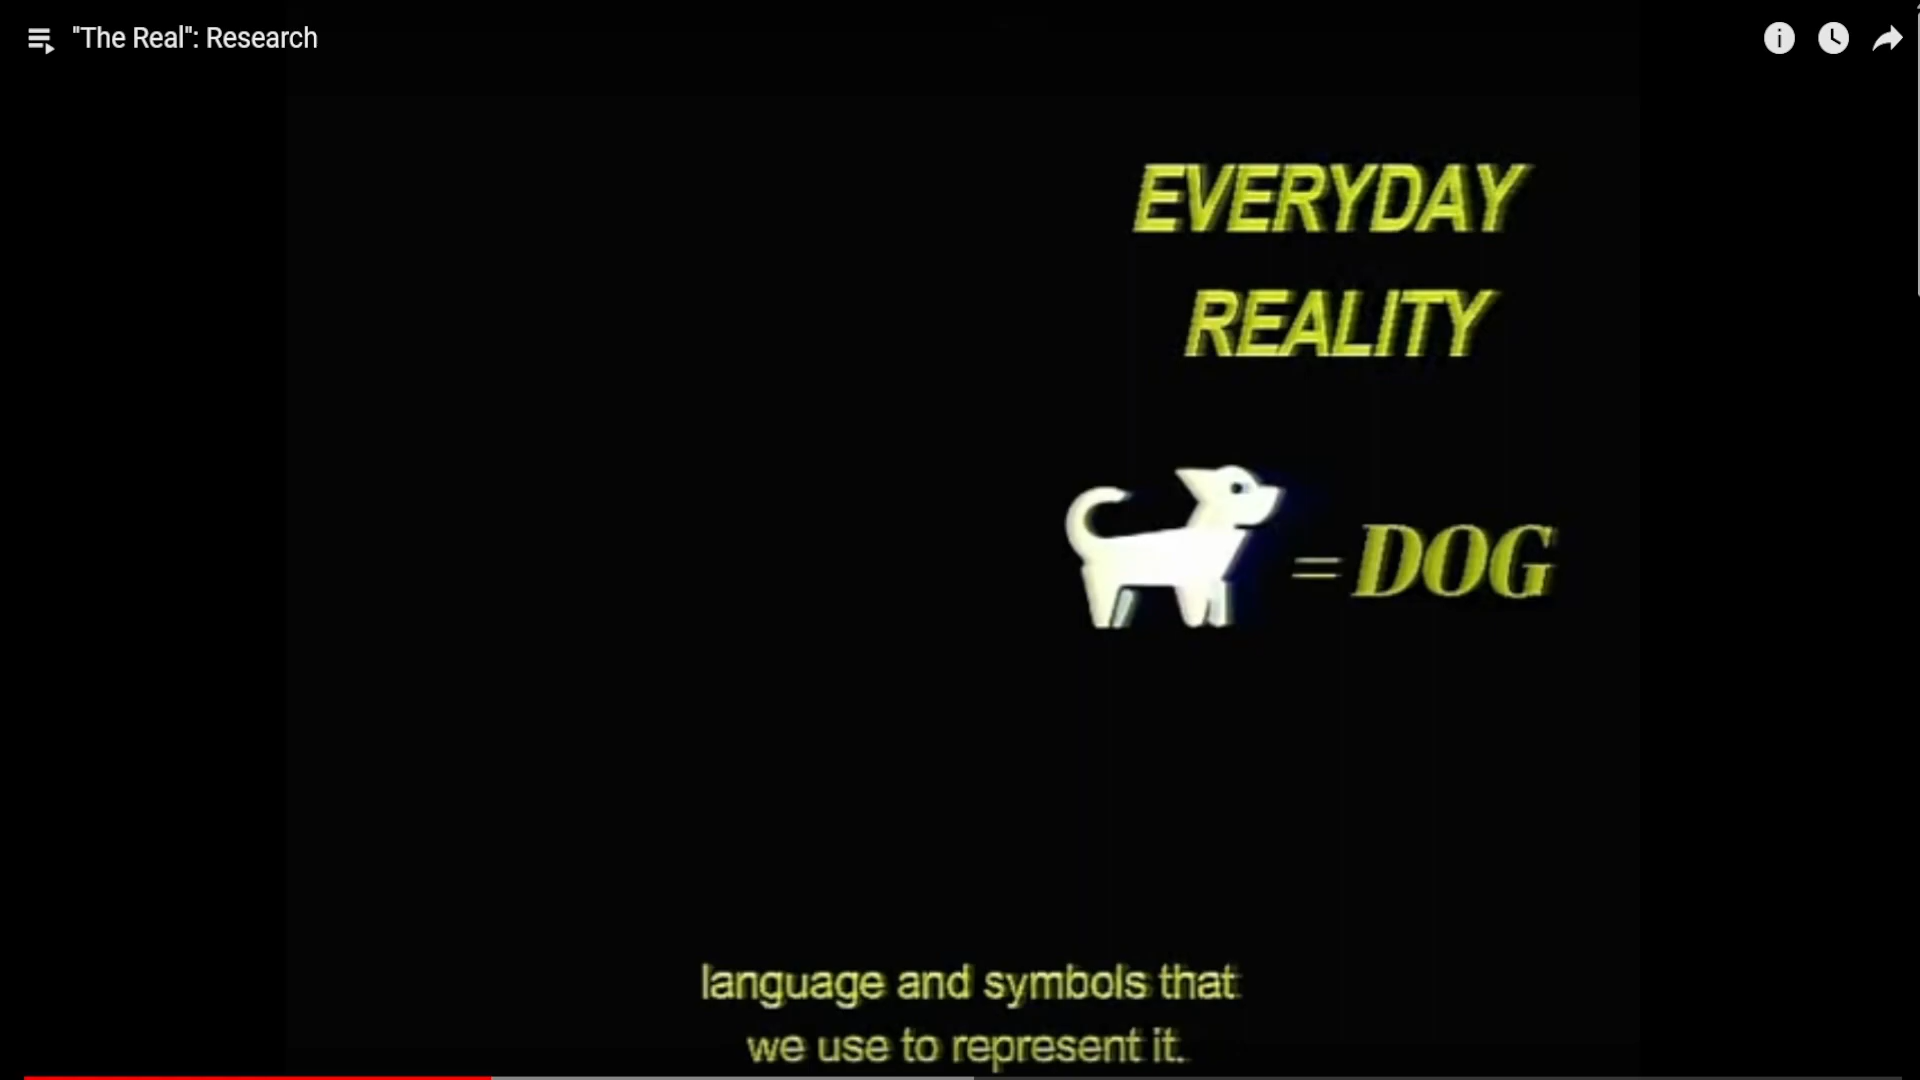 "The Real": Research
EVERYDAY
REALITY
= DOG
language and symbols that
we use to represent it.